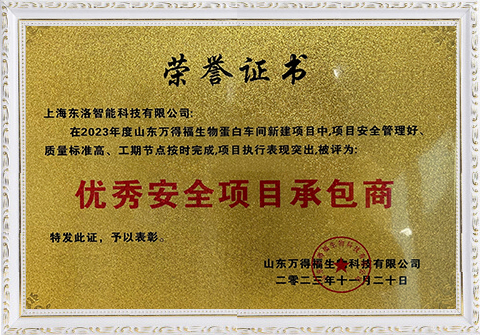 荣誉证书
上海东洛智能科技有限公司:
在2023年度山东万得福生物蛋白车间新建项目中,项目安全管理好、
质量标准高、工期节点按时完成,项目执行表现突出,被评为:
优秀安全项目承包商
特发此证，予以表彰。
山东万得福生物科技有限公司
二零二三年十一月二十日